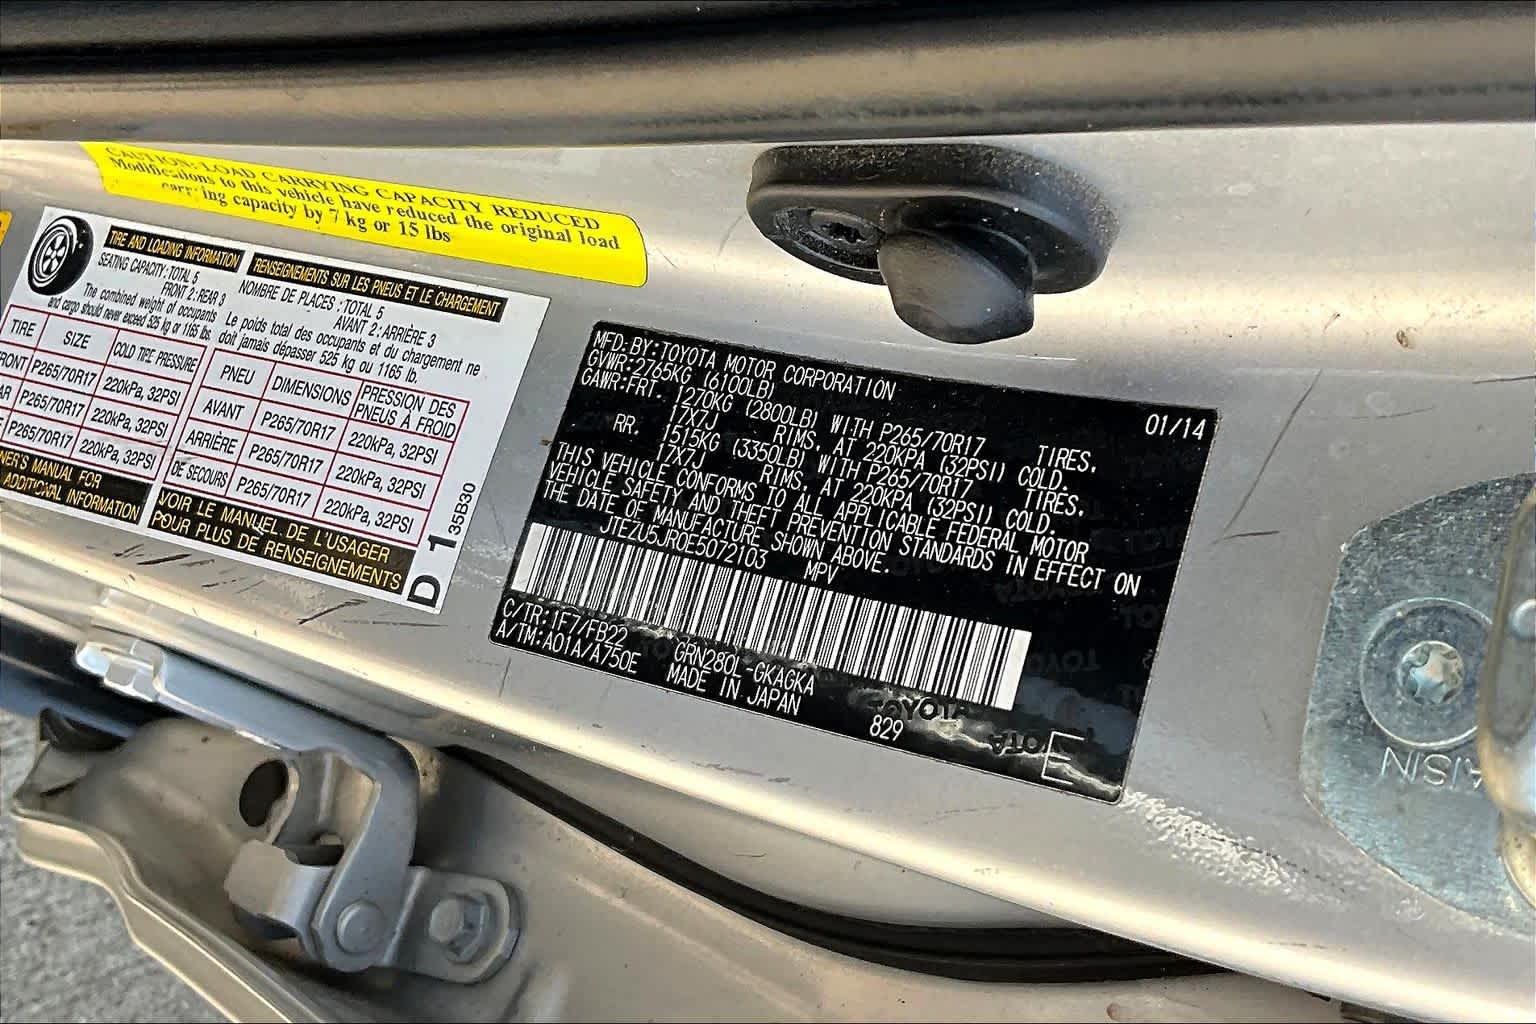 CAUTION: LOAD CARRYING CAPACITY REDUCED
Modifications to this vehicle have reduced the original load
carrying capacity by 7 kg or 15 lbs
TIRE AND LOADING INFORMATION
SEATING CAPACITY: TOTAL 5
FRONT 2: REAR 3
The combined weight of occupants
and cargo should never exceed 525 kg or 1165 lbs.
TIRE SIZE COLD TIRE PRESSURE
FRONT P265/70R17 220kPa, 32PSI
AR P265/70R17 220kPa, 32PSI
P265/70R17 220kPa, 32PSI
NER'S MANUAL FOR
ADDITIONAL INFORMATION
RENSEIGNEMENTS SUR LES PNEUS ET LE CHARGEMENT
NOMBRE DE PLACES : TOTAL 5
AVANT 2: ARRIÈRE 3
Le poids total des occupants et du chargement ne
doit jamais dépasser 525 kg ou 1165 lb.
PNEU DIMENSIONS PRESSION DES PNEUS À FROID
AVANT P265/70R17 220kPa, 32PSI
ARRIÈRE P265/70R17 220kPa, 32PSI
DE SECOURS P265/70R17 220kPa, 32PSI
VOIR LE MANUEL DE L'USAGER
POUR PLUS DE RENSEIGNEMENTS
D 1 35B30
MFD. BY: TOYOTA MOTOR CORPORATION 01/14
GVWR: 2765KG (6100LB)
GAWR: FRT. 1270KG (2800LB) WITH P265/70R17 TIRES,
17X7J RIMS, AT 220KPA (32PSI) COLD.
RR. 1515KG (3350LB) WITH P265/70R17 TIRES,
17X7J RIMS, AT 220KPA (32PSI) COLD.
THIS VEHICLE CONFORMS TO ALL APPLICABLE FEDERAL MOTOR
VEHICLE SAFETY AND THEFT PREVENTION STANDARDS IN EFFECT ON
THE DATE OF MANUFACTURE SHOWN ABOVE.
JTEZU5JR0E5072103 MPV
C/TR: 1F7/FB22 GRN280L-GKAGKA
A/TM: A01A/A750E MADE IN JAPAN 829
TOYOTA
E
AISIN